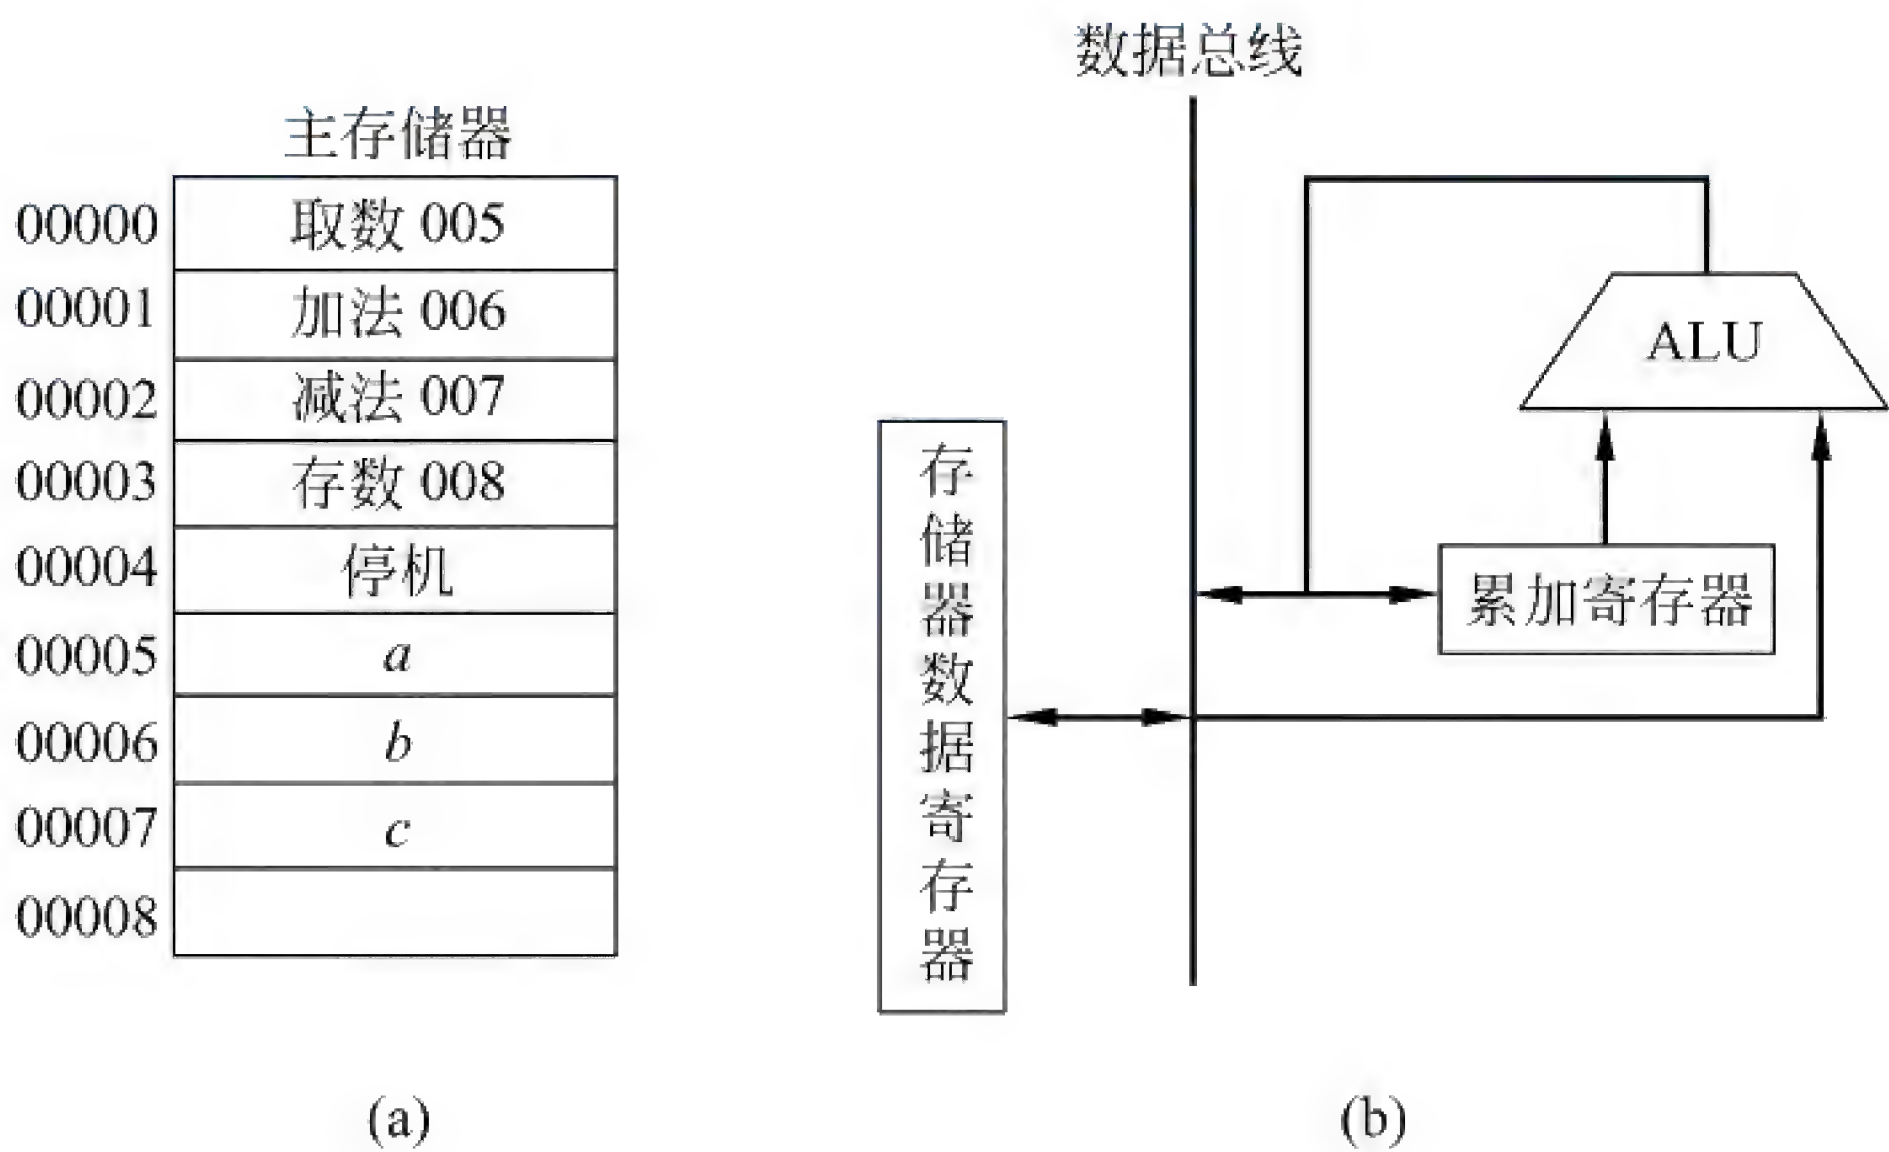 主存储器
00000 取数 005
00001 加法 006
00002 减法 007
00003 存数 008
00004 停机
00005 a
00006 b
00007 c
00008
(a)
数据总线
ALU
累加寄存器
存储器数据寄存器
(b)